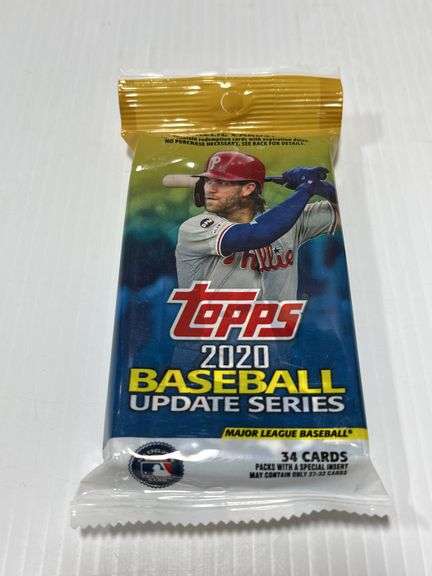 NO PURCHASE NECESSARY, SEE BACK FOR DETAILS.
P
Phillies
TOPPS
2020
BASEBALL
UPDATE SERIES
MAJOR LEAGUE BASEBALL®
34 CARDS
PACKS WITH A SPECIAL INSERT
MAY CONTAIN ONLY 27-32 CARDS